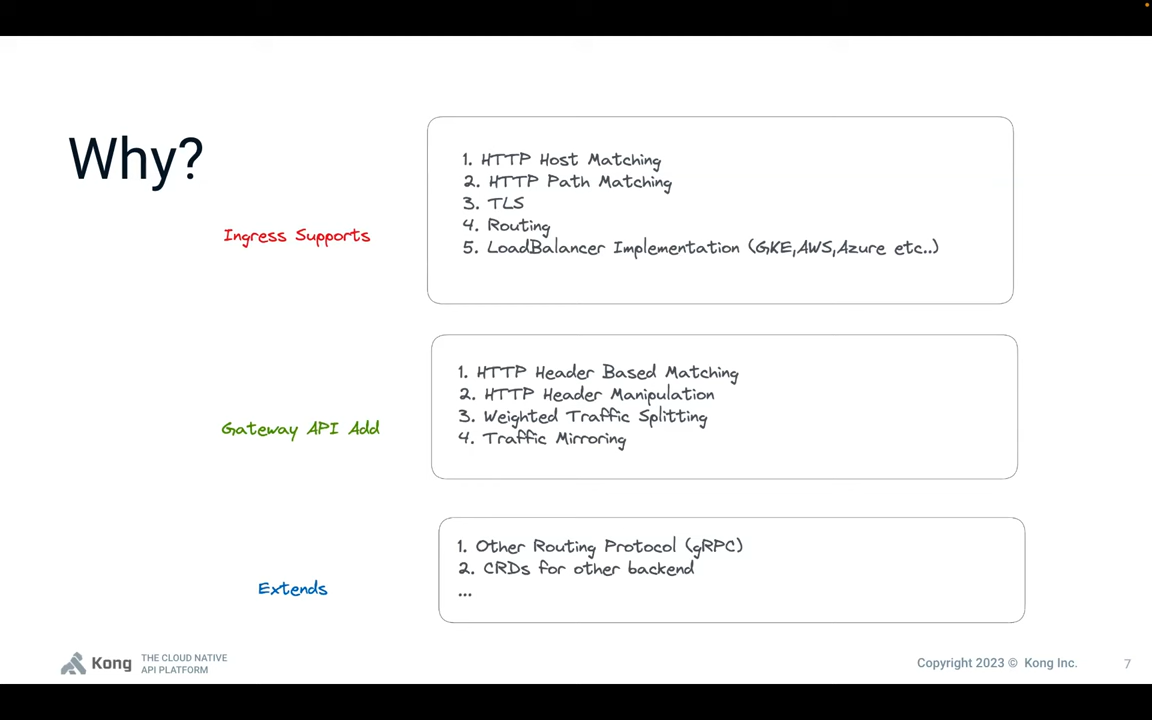 Why?
Ingress Supports
1. HTTP Host Matching
2. HTTP Path Matching
3. TLS
4. Routing
5. LoadBalancer Implementation (GKE,AWS,Azure etc..)
Gateway API Add
1. HTTP Header Based Matching
2. HTTP Header Manipulation
3. Weighted Traffic Splitting
4. Traffic Mirroring
Extends
1. Other Routing Protocol (gRPC)
2. CRDs for other backend
...
Kong
THE CLOUD NATIVE
API PLATFORM
Copyright 2023 © Kong Inc.
7